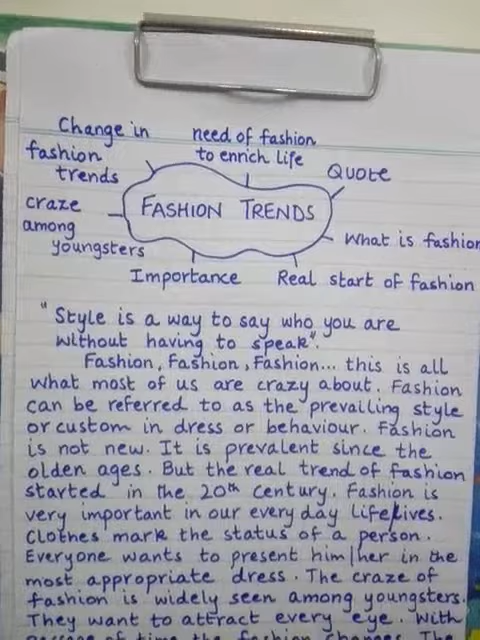 Change in fashion trends
need of fashion to enrich life
Quote
craze among youngsters
FASHION TRENDS
What is fashion
Importance
Real start of fashion
"Style is a way to say who you are
without having to speak".
Fashion, Fashion, Fashion... this is all
what most of us are crazy about. Fashion
can be referred to as the prevailing style
or custom in dress or behaviour. Fashion
is not new. It is prevalent since the
olden ages. But the real trend of fashion
started in the 20th Century. Fashion is
very important in our every day life/lives.
Clothes mark the status of a person.
Everyone wants to present him/her in the
most appropriate dress. The craze of
fashion is widely seen among youngsters.
They want to attract every eye. With